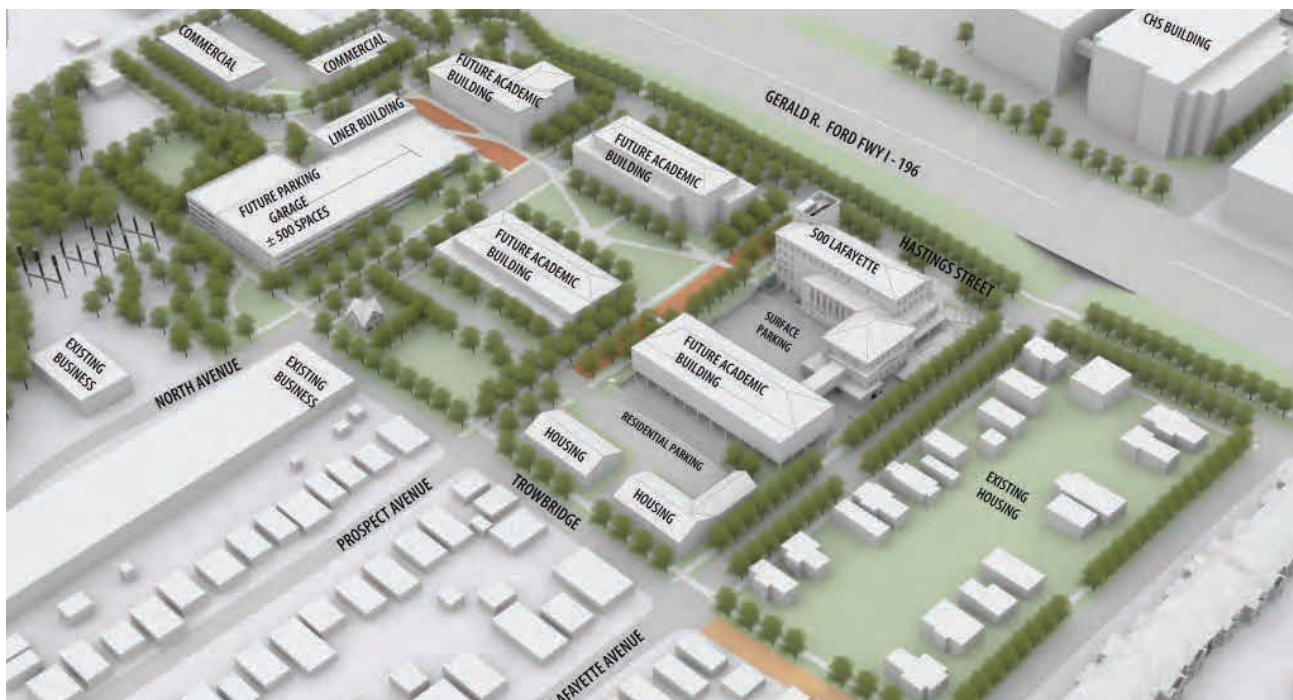 COMMERCIAL
COMMERCIAL
CHS BUILDING
FUTURE ACADEMIC
BUILDING
LINER BUILDING
GERALD R. FORD FWY I - 196
FUTURE ACADEMIC
BUILDING
FUTURE PARKING
GARAGE
± 500 SPACES
500 LAFAYETTE
HASTINGS STREET
FUTURE ACADEMIC
BUILDING
SURFACE
PARKING
FUTURE ACADEMIC
BUILDING
EXISTING
BUSINESS
NORTH AVENUE
EXISTING
BUSINESS
HOUSING
RESIDENTIAL PARKING
HOUSING
EXISTING
HOUSING
TROWBRIDGE
PROSPECT AVENUE
LAFAYETTE AVENUE